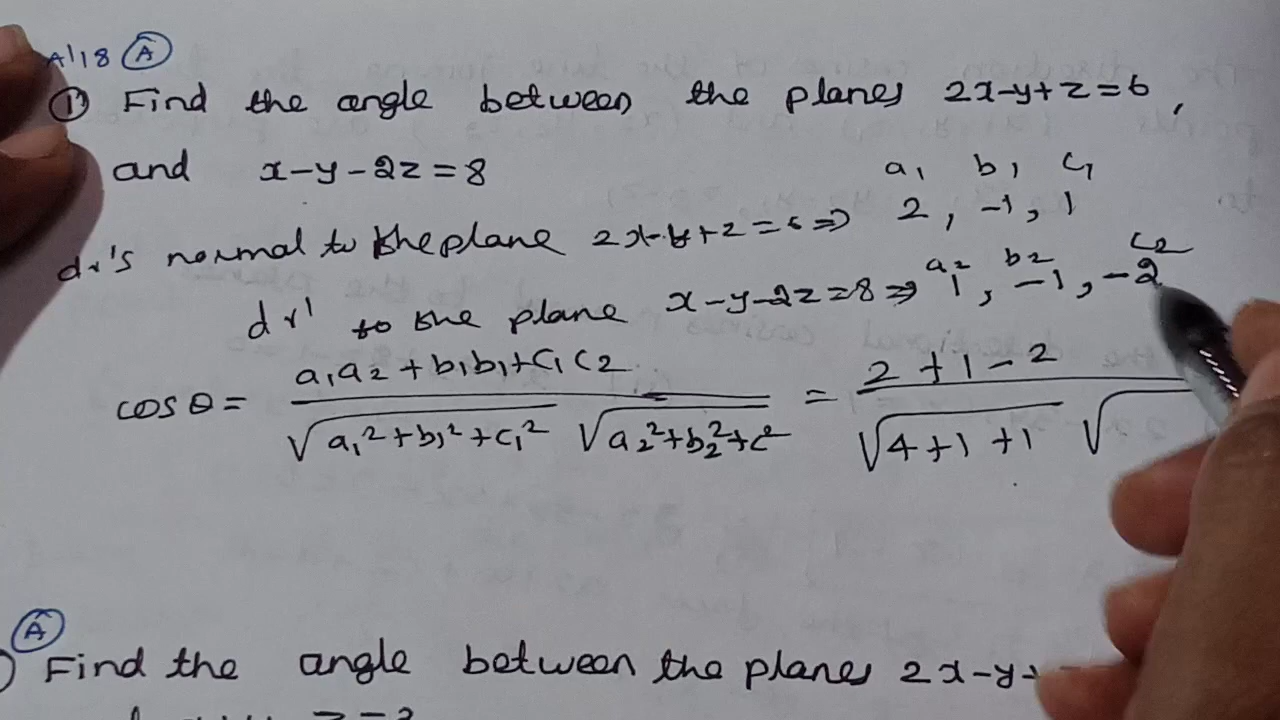 A'18 Ⓐ
① Find the angle between the planes 2x-y+z=6,
and x-y-2z=8
a₁ b₁ c₁
dr's normal to the plane 2x-y+z=6 ⇒ 2, -1, 1
a₂ b₂ c₂
dr' to the plane x-y-2z=8 ⇒ 1, -1, -2
cos θ = a₁a₂ + b₁b₁ + c₁c₂ / √a₁²+b₁²+c₁² √a₂²+b₂²+c² = 2+1-2 / √4+1+1 √
Ⓐ
Find the angle between the planes 2x-y+